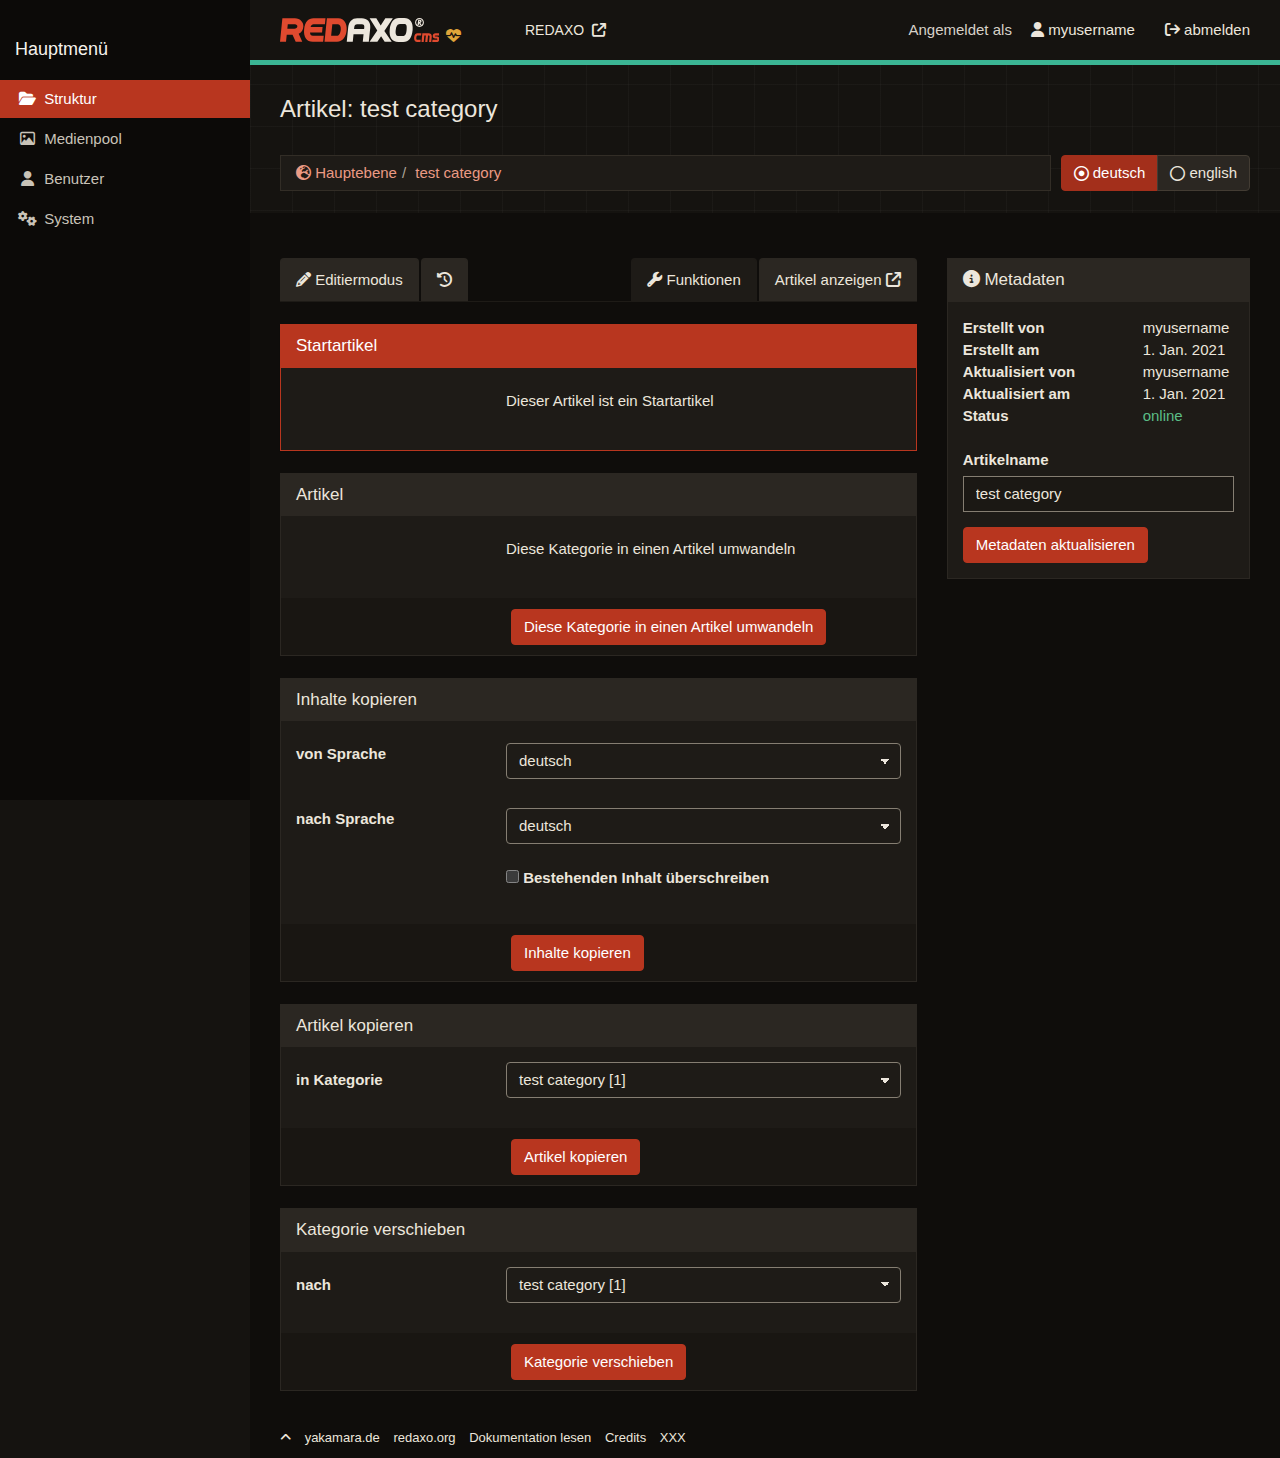 Hauptmenü
Struktur
Medienpool
Benutzer
System
REDAXO® cms
REDAXO
Angemeldet als myusername abmelden
Artikel: test category
Hauptebene / test category
deutsch english
Editiermodus
Funktionen
Artikel anzeigen
Startartikel
Dieser Artikel ist ein Startartikel
Artikel
Diese Kategorie in einen Artikel umwandeln
Diese Kategorie in einen Artikel umwandeln
Inhalte kopieren
von Sprache deutsch
nach Sprache deutsch
Bestehenden Inhalt überschreiben
Inhalte kopieren
Artikel kopieren
in Kategorie test category [1]
Artikel kopieren
Kategorie verschieben
nach test category [1]
Kategorie verschieben
Metadaten
Erstellt von myusername
Erstellt am 1. Jan. 2021
Aktualisiert von myusername
Aktualisiert am 1. Jan. 2021
Status online
Artikelname
test category
Metadaten aktualisieren
yakamara.de redaxo.org Dokumentation lesen Credits XXX